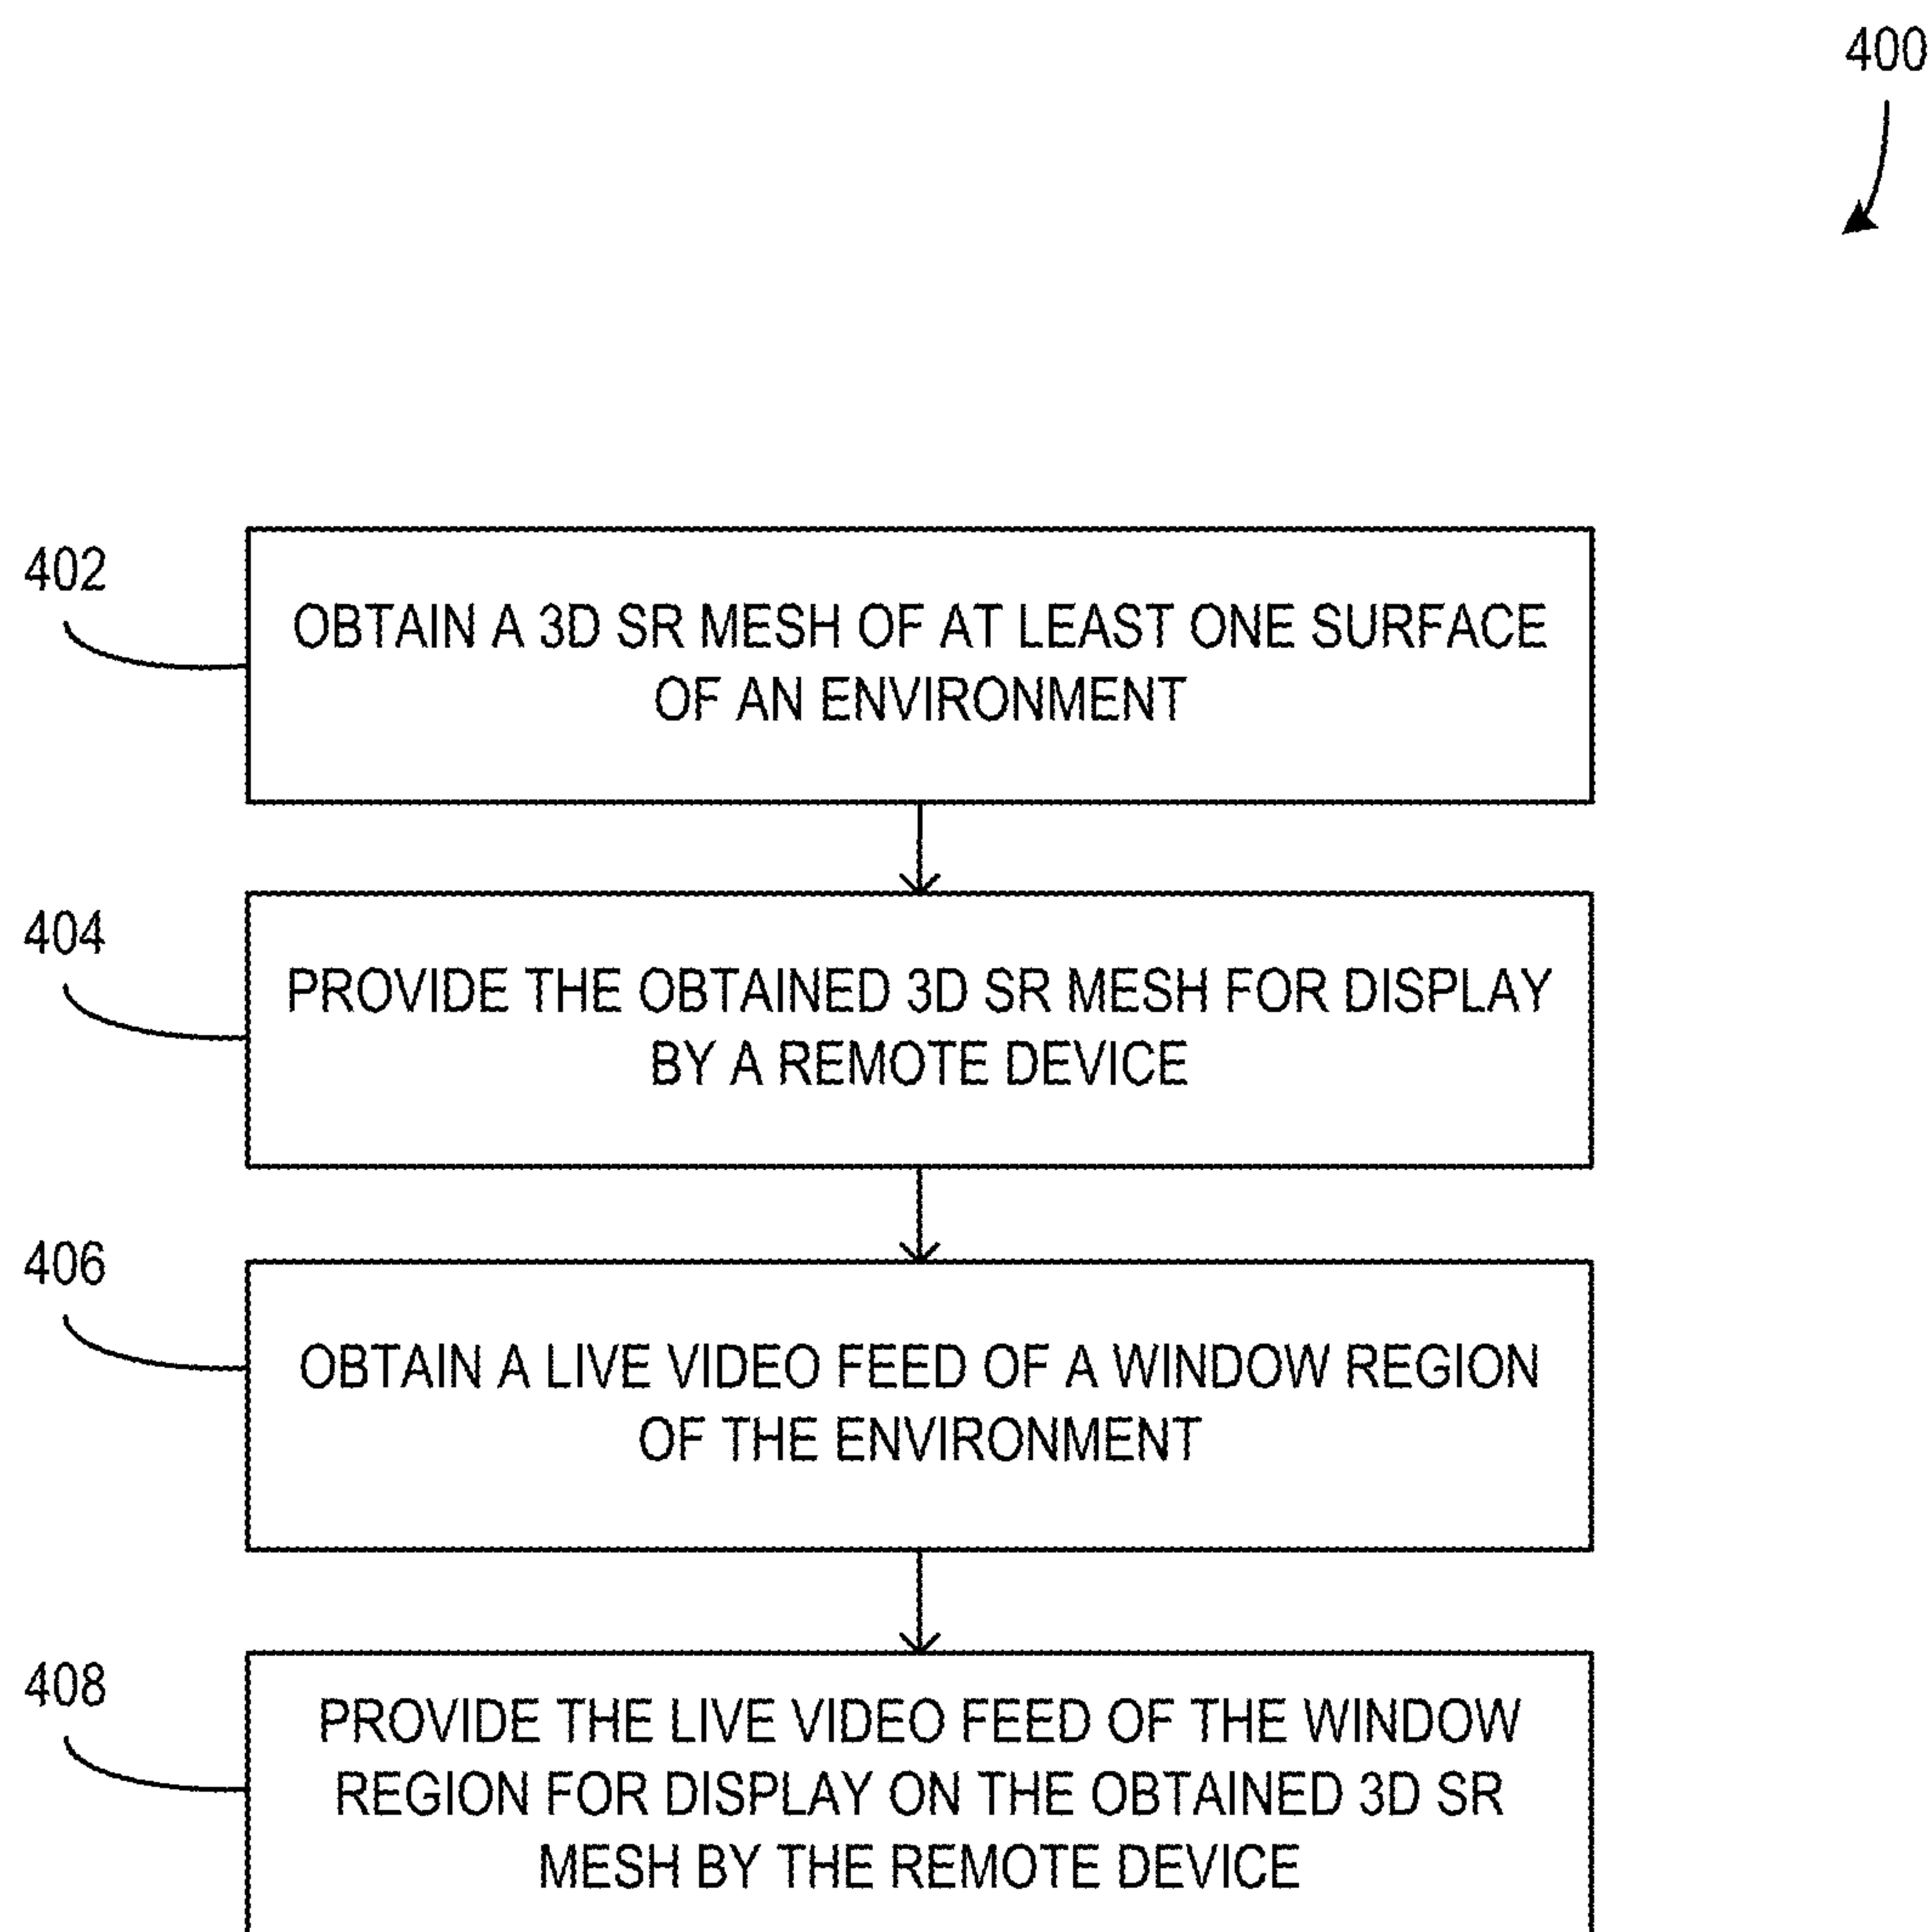 400
402
OBTAIN A 3D SR MESH OF AT LEAST ONE SURFACE
OF AN ENVIRONMENT
404
PROVIDE THE OBTAINED 3D SR MESH FOR DISPLAY
BY A REMOTE DEVICE
406
OBTAIN A LIVE VIDEO FEED OF A WINDOW REGION
OF THE ENVIRONMENT
408
PROVIDE THE LIVE VIDEO FEED OF THE WINDOW
REGION FOR DISPLAY ON THE OBTAINED 3D SR
MESH BY THE REMOTE DEVICE